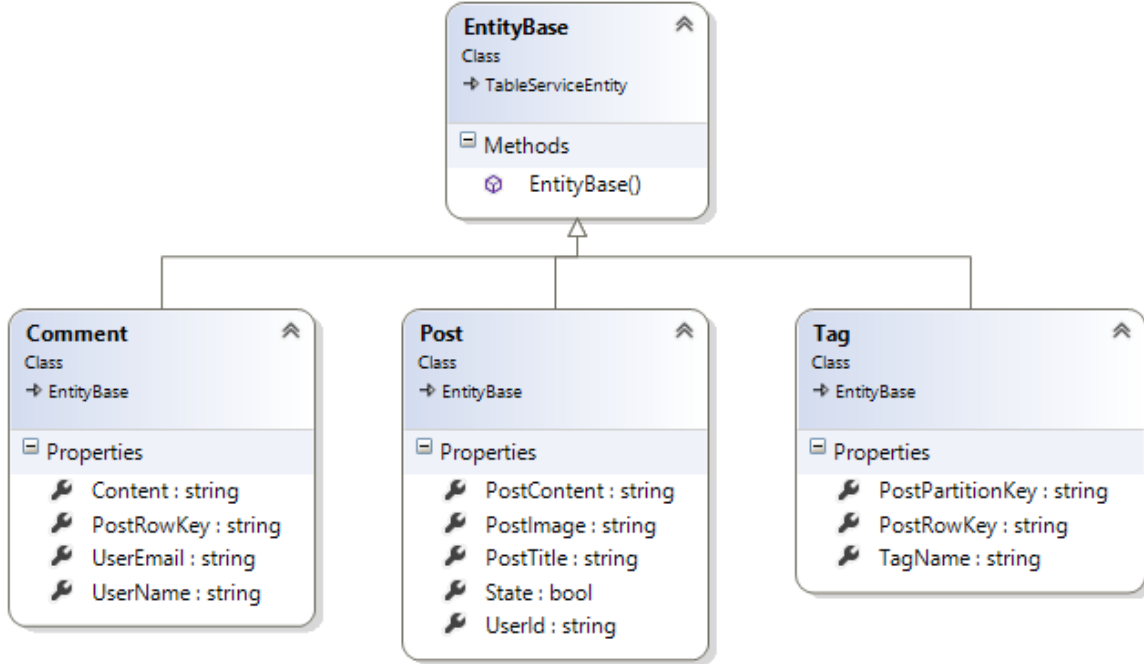 EntityBase
Class
TableServiceEntity
Methods
EntityBase()
Comment
Class
EntityBase
Properties
Content : string
PostRowKey : string
UserEmail : string
UserName : string
Post
Class
EntityBase
Properties
PostContent : string
PostImage : string
PostTitle : string
State : bool
UserId : string
Tag
Class
EntityBase
Properties
PostPartitionKey : string
PostRowKey : string
TagName : string